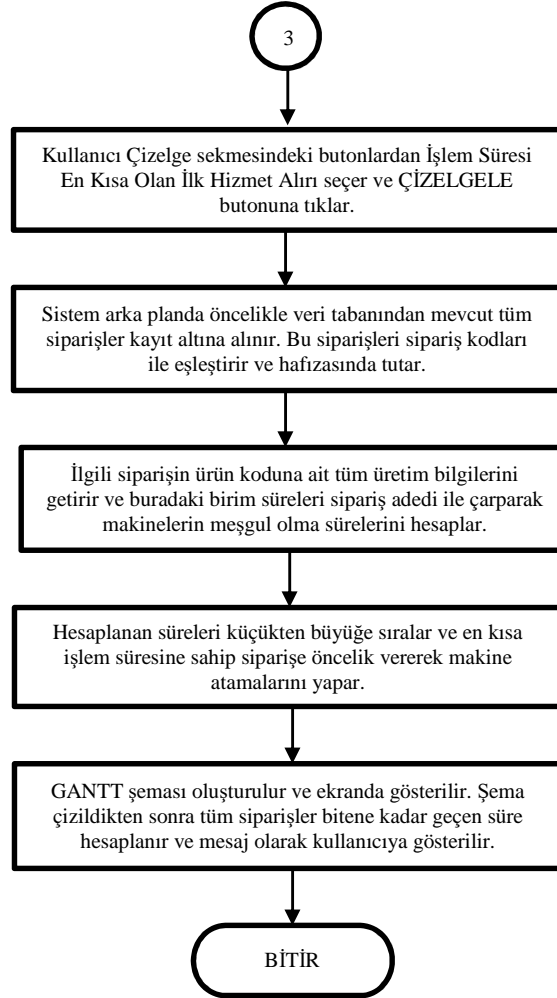 3
Kullanıcı Çizelge sekmesindeki butonlardan İşlem Süresi
En Kısa Olan İlk Hizmet Alırı seçer ve ÇİZELGELE
butonuna tıklar.
Sistem arka planda öncelikle veri tabanından mevcut tüm
siparişler kayıt altına alınır. Bu siparişleri sipariş kodları
ile eşleştirir ve hafızasında tutar.
İlgili siparişin ürün koduna ait tüm üretim bilgilerini
getirir ve buradaki birim süreleri sipariş adedi ile çarparak
makinelerin meşgul olma sürelerini hesaplar.
Hesaplanan süreleri küçükten büyüğe sıralar ve en kısa
işlem süresine sahip siparişe öncelik vererek makine
atamalarını yapar.
GANTT şeması oluşturulur ve ekranda gösterilir. Şema
çizildikten sonra tüm siparişler bitene kadar geçen süre
hesaplanır ve mesaj olarak kullanıcıya gösterilir.
BİTİR